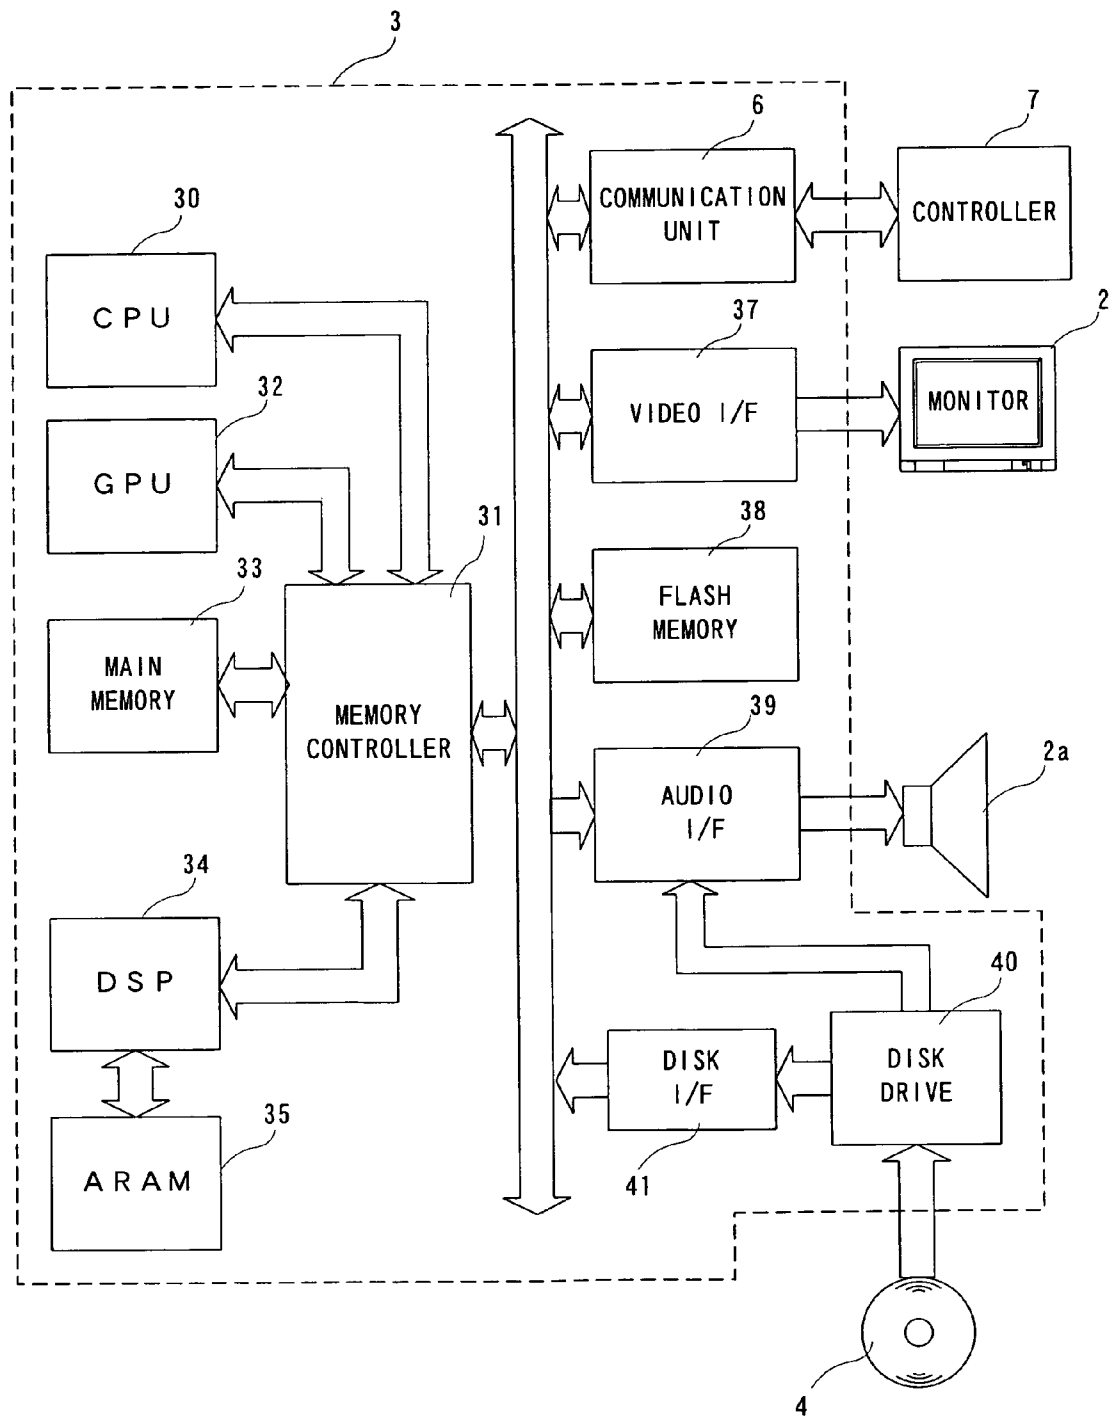 3
6
7
COMMUNICATION
UNIT
CONTROLLER
30
CPU
37
2
VIDEO I/F
MONITOR
32
GPU
31
38
FLASH
MEMORY
33
MAIN
MEMORY
MEMORY
CONTROLLER
39
AUDIO
I/F
2a
34
DSP
40
DISK
DRIVE
DISK
I/F
41
35
ARAM
4